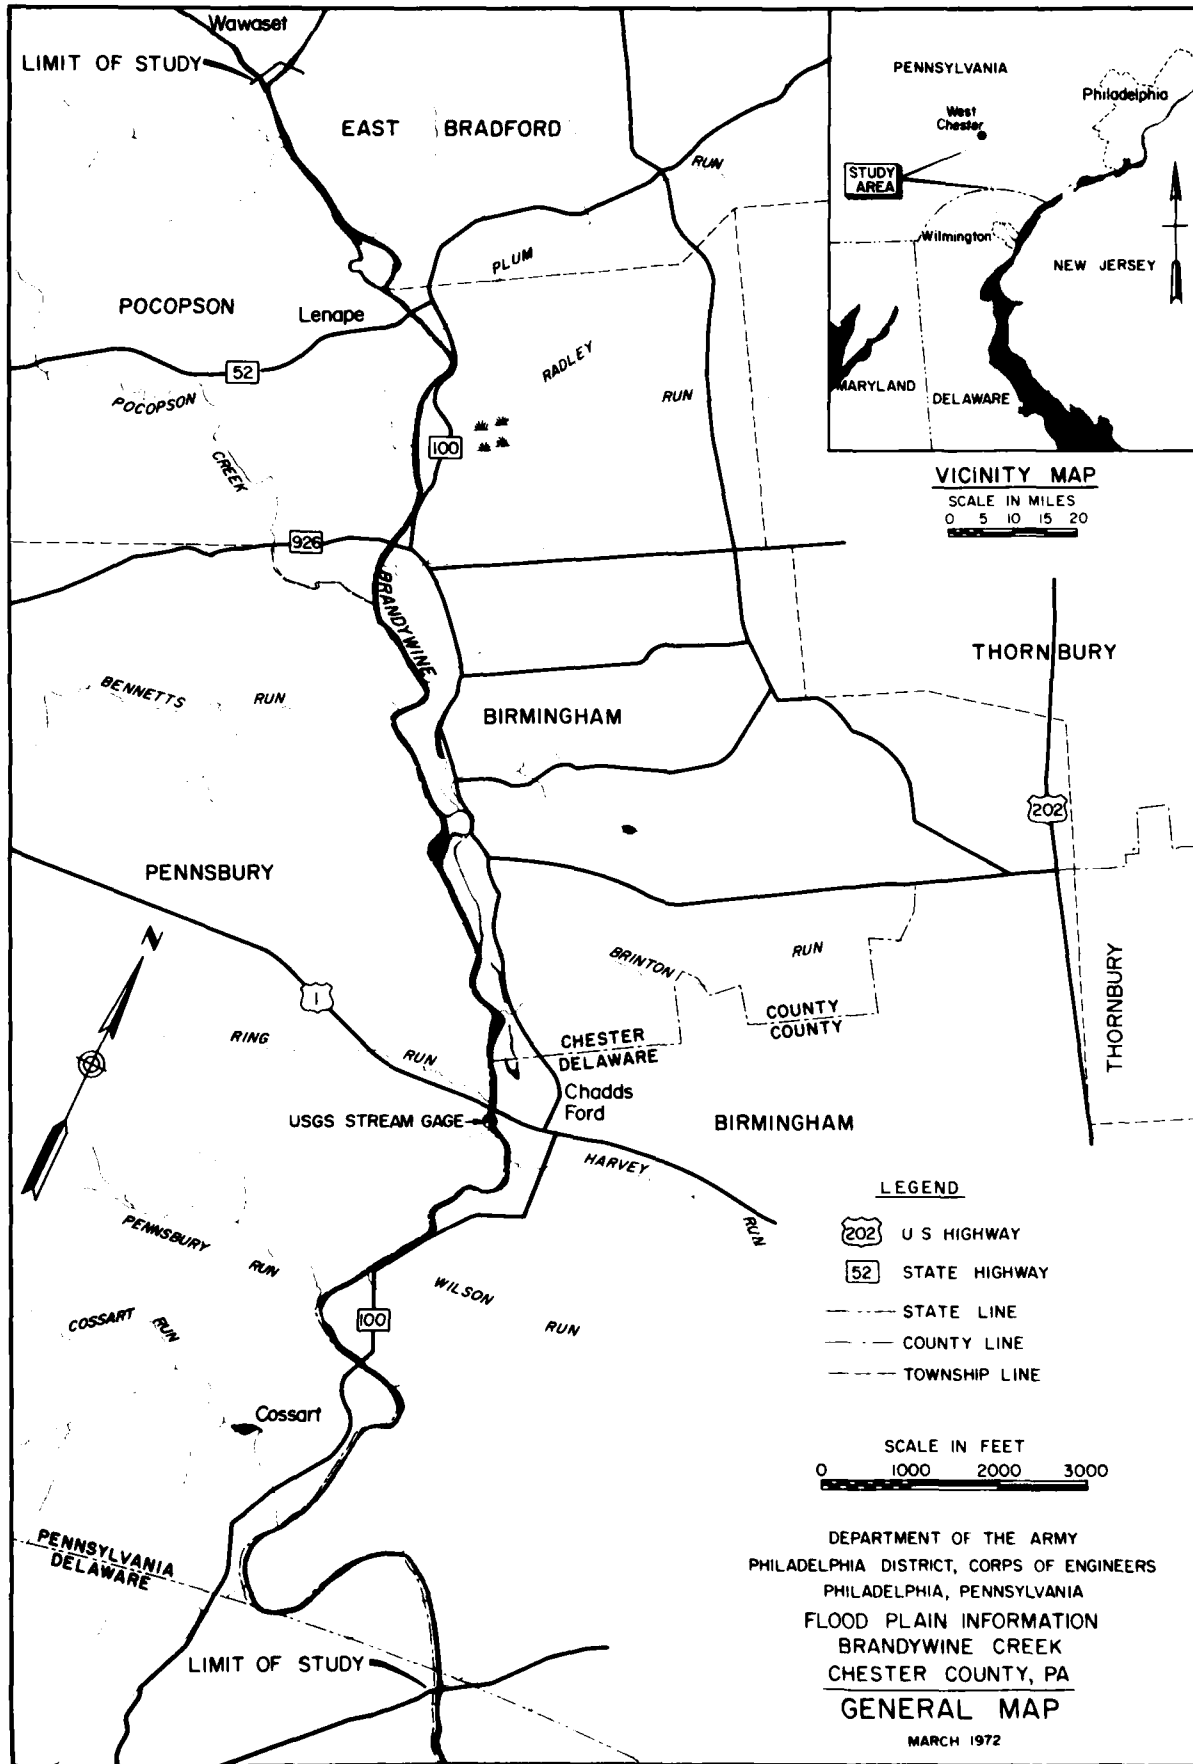 Wawaset
LIMIT OF STUDY
EAST BRADFORD
RUN
PLUM
POCOPSON
Lenape
52
POCOPSON
CREEK
RADLEY
RUN
100
926
BRANDYWINE
BENNETTS
RUN
BIRMINGHAM
THORNBURY
202
PENNSBURY
N
1
RING
RUN
BRINTON
RUN
COUNTY
COUNTY
CHESTER
DELAWARE
THORNBURY
Chadds
Ford
USGS STREAM GAGE
BIRMINGHAM
HARVEY
RUN
PENNSBURY
RUN
WILSON
RUN
COSSART
RUN
100
Cossart
PENNSYLVANIA
DELAWARE
LIMIT OF STUDY
PENNSYLVANIA
Philadelphia
West
Chester
STUDY
AREA
Wilmington
NEW JERSEY
MARYLAND
DELAWARE
VICINITY MAP
SCALE IN MILES
0 5 10 15 20
LEGEND
202 U S HIGHWAY
52 STATE HIGHWAY
STATE LINE
COUNTY LINE
TOWNSHIP LINE
SCALE IN FEET
0 1000 2000 3000
DEPARTMENT OF THE ARMY
PHILADELPHIA DISTRICT, CORPS OF ENGINEERS
PHILADELPHIA, PENNSYLVANIA
FLOOD PLAIN INFORMATION
BRANDYWINE CREEK
CHESTER COUNTY, PA
GENERAL MAP
MARCH 1972